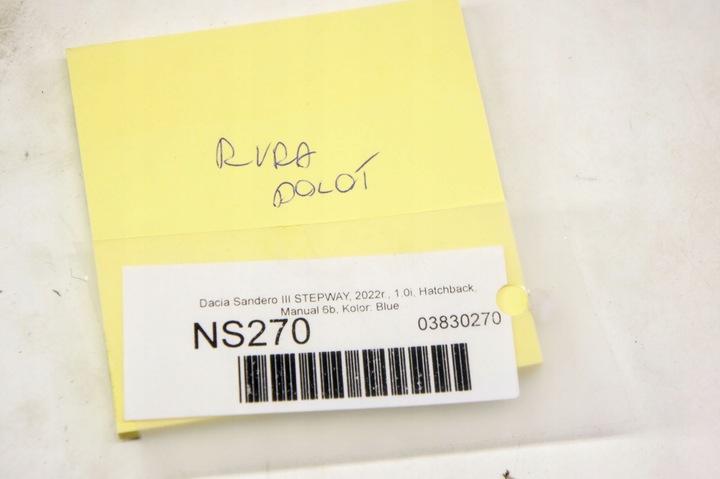 RURA
DOLOT
Dacia Sandero III STEPWAY, 2022r., 1.0i, Hatchback,
Manual 6b, Kolor: Blue
NS270
03830270